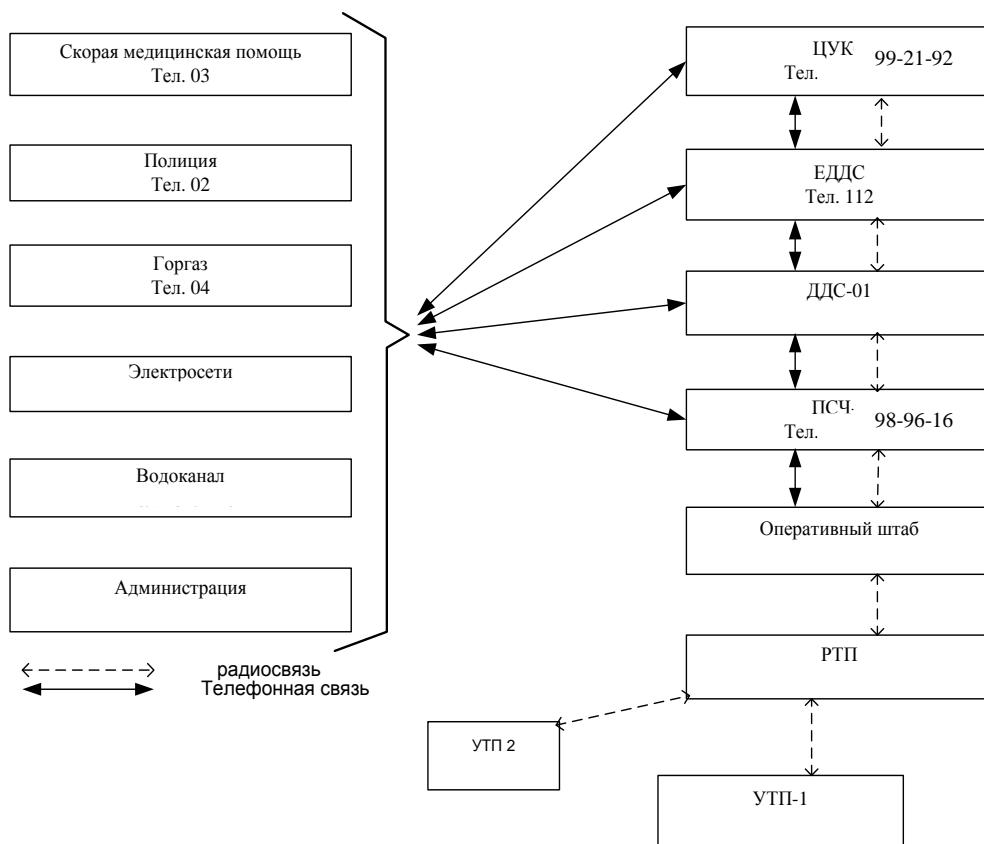 Скорая медицинская помощь
Тел. 03
Полиция
Тел. 02
Горгаз
Тел. 04
Электросети
Водоканал
Администрация
радиосвязь
Телефонная связь
ЦУК
Тел. 99-21-92
ЕДДС
Тел. 112
ДДС-01
ПСЧ-
Тел. 98-96-16
Оперативный штаб
РТП
УТП 2
УТП-1